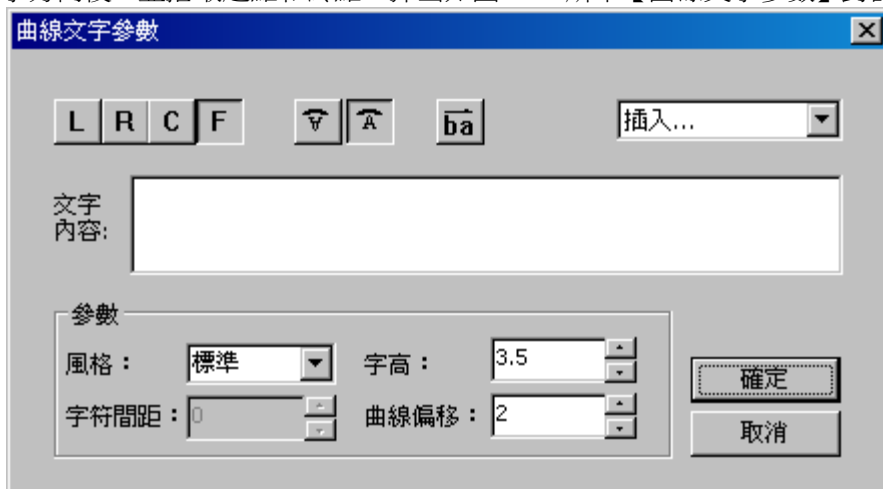 曲線文字參數
L R C F A A ba 插入...
文字
內容:
參數
風格： 標準 字高： 3.5
字符間距： 0 曲線偏移： 2
確定
取消